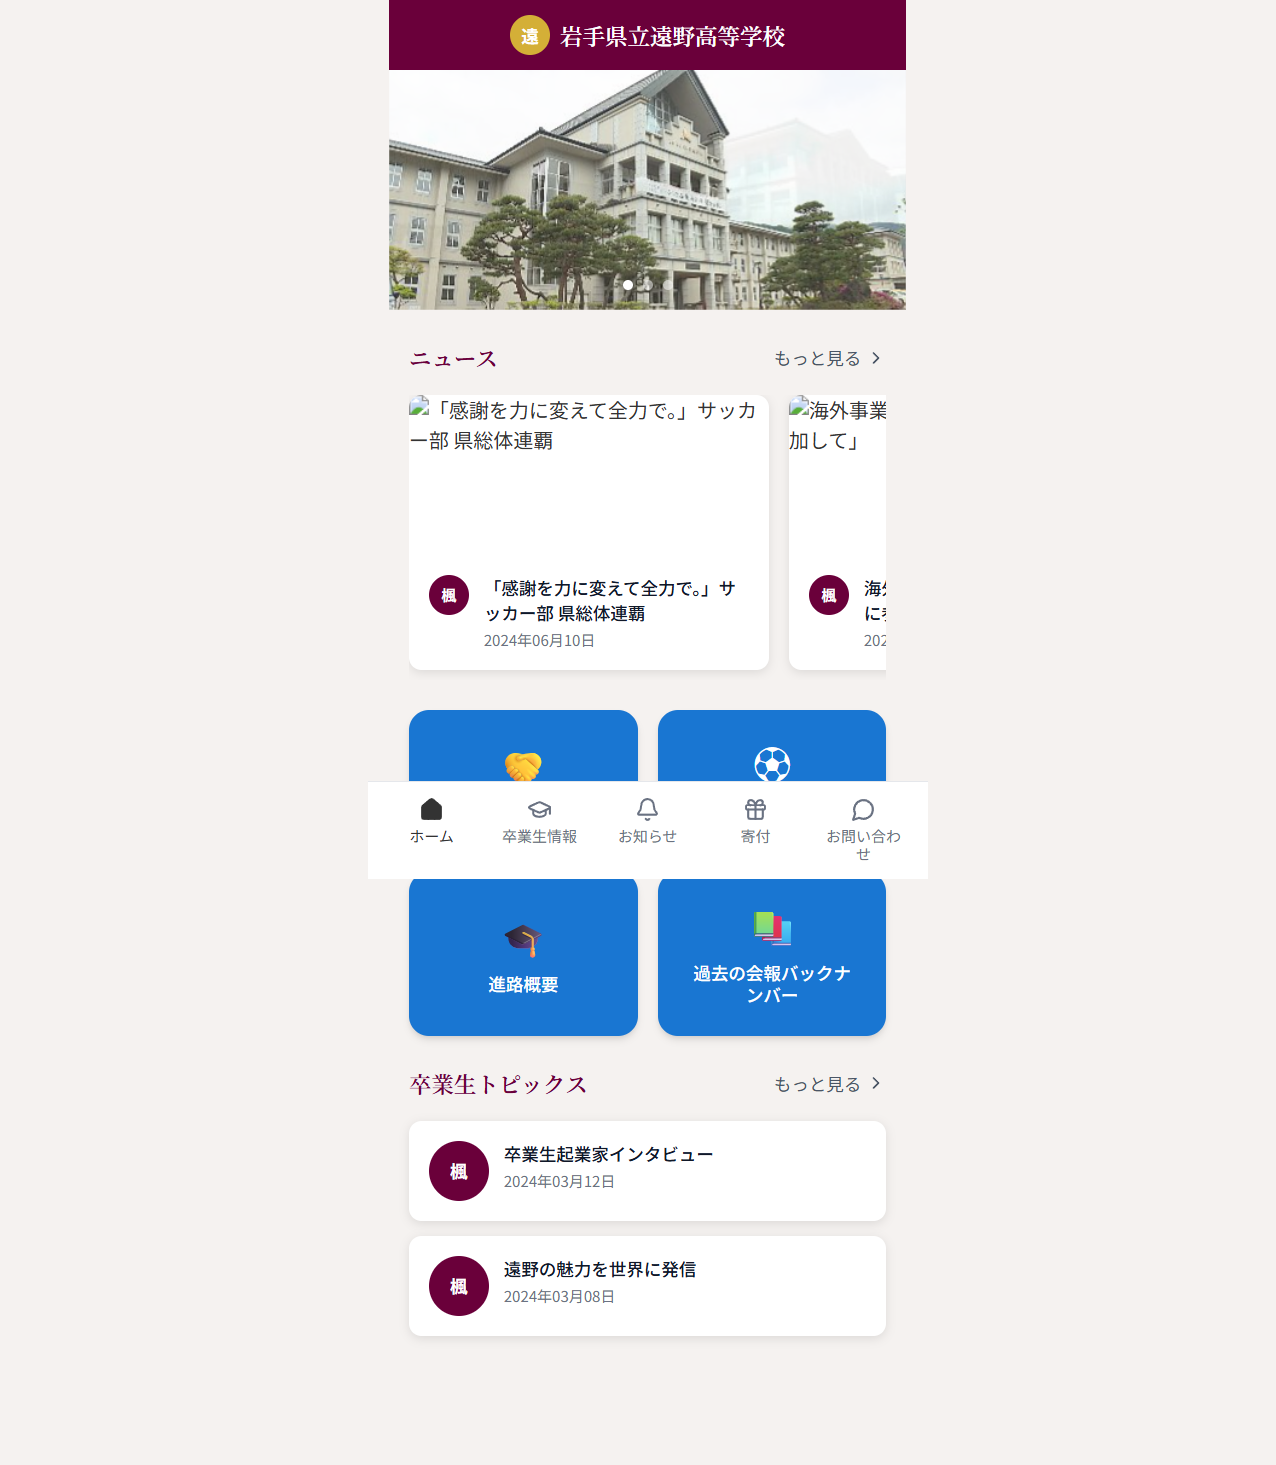 遠 岩手県立遠野高等学校
ニュース
もっと見る
「感謝を力に変えて全力で。」サッカ
ー部 県総体連覇
海外事業
加して」
楓
「感謝を力に変えて全力で。」サ
ッカー部 県総体連覇
2024年06月10日
楓
海外
に参
202
ホーム
卒業生情報
お知らせ
寄付
お問い合わ
せ
進路概要
過去の会報バックナ
ンバー
卒業生トピックス
もっと見る
楓
卒業生起業家インタビュー
2024年03月12日
楓
遠野の魅力を世界に発信
2024年03月08日